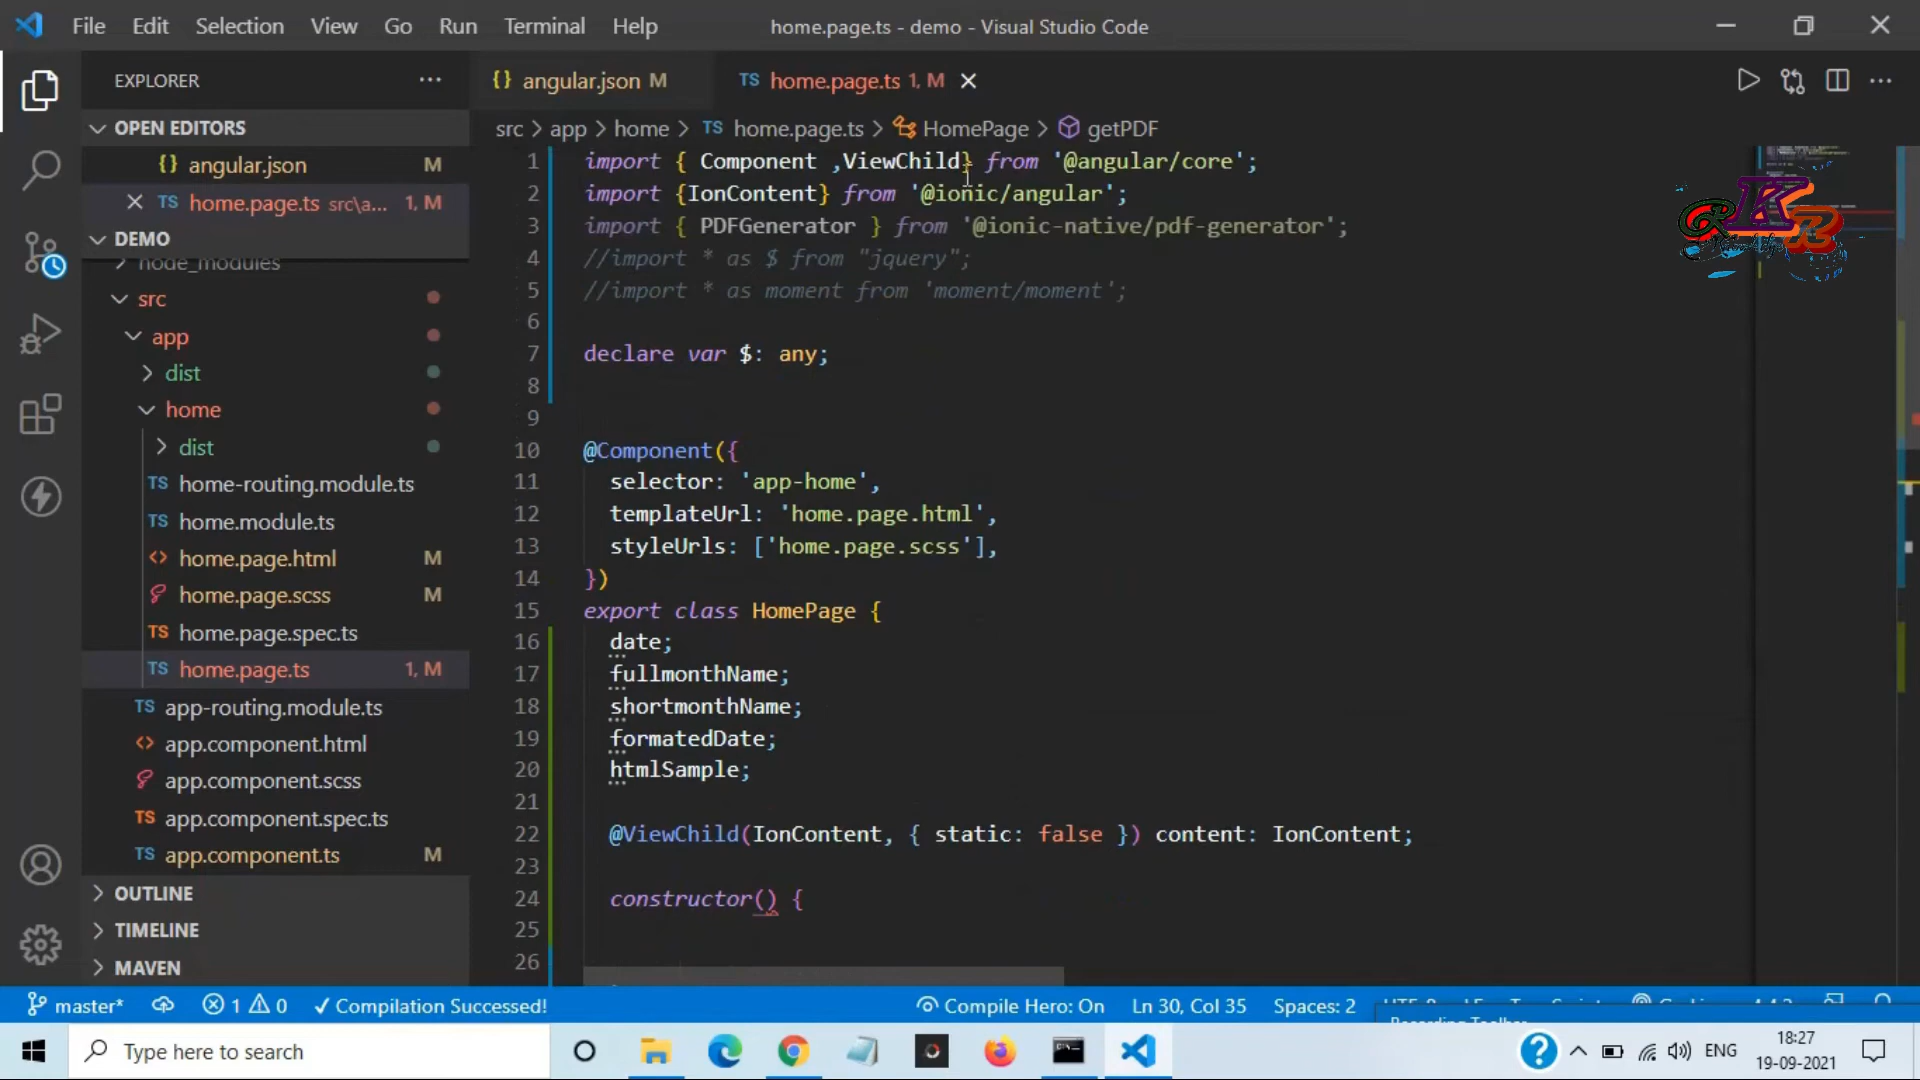 File Edit Selection View Go Run Terminal Help
home.page.ts - demo - Visual Studio Code
EXPLORER
OPEN EDITORS
angular.json M
TS home.page.ts src\a... 1, M
DEMO
node_modules
src
app
dist
home
dist
TS home-routing.module.ts
TS home.module.ts
<> home.page.html M
home.page.scss M
TS home.page.spec.ts
TS home.page.ts 1, M
TS app-routing.module.ts
<> app.component.html
app.component.scss
TS app.component.spec.ts
TS app.component.ts M
OUTLINE
TIMELINE
MAVEN
{} angular.json M
TS home.page.ts 1, M
src > app > home > TS home.page.ts > HomePage > getPDF
1 import { Component ,ViewChild} from '@angular/core';
2 import {IonContent} from '@ionic/angular';
3 import { PDFGenerator } from '@ionic-native/pdf-generator';
4 //import * as $ from "jquery";
5 //import * as moment from 'moment/moment';
6
7 declare var $: any;
8
9
10 @Component({
11 selector: 'app-home',
12 templateUrl: 'home.page.html',
13 styleUrls: ['home.page.scss'],
14 })
15 export class HomePage {
16 date;
17 fullmonthName;
18 shortmonthName;
19 formatedDate;
20 htmlSample;
21
22 @ViewChild(IonContent, { static: false }) content: IonContent;
23
24 constructor() {
25
26
master* 1 0 ✓ Compilation Successed! Compile Hero: On Ln 30, Col 35 Spaces: 2
Recording Toolbar
Type here to search
ENG
18:27
19-09-2021